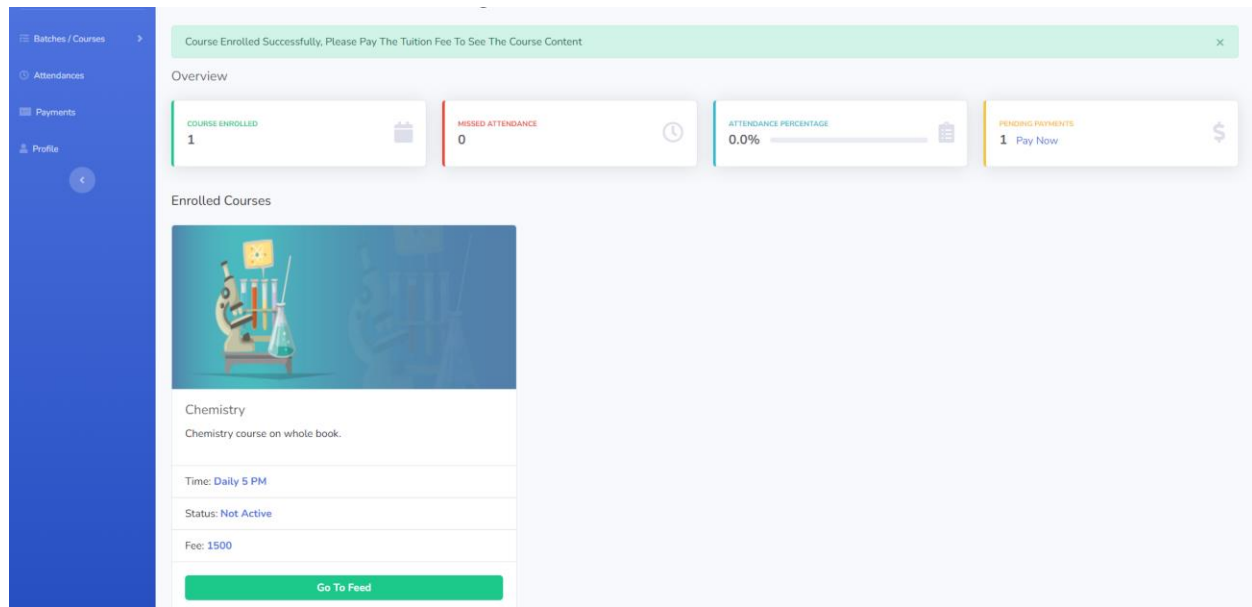 Batches / Courses
Attendances
Payments
Profile
Course Enrolled Successfully, Please Pay The Tuition Fee To See The Course Content
Overview
COURSE ENROLLED
1
MISSED ATTENDANCE
0
ATTENDANCE PERCENTAGE
0.0%
PENDING PAYMENTS
1 Pay Now
Enrolled Courses
Chemistry
Chemistry course on whole book.
Time: Daily 5 PM
Status: Not Active
Fee: 1500
Go To Feed